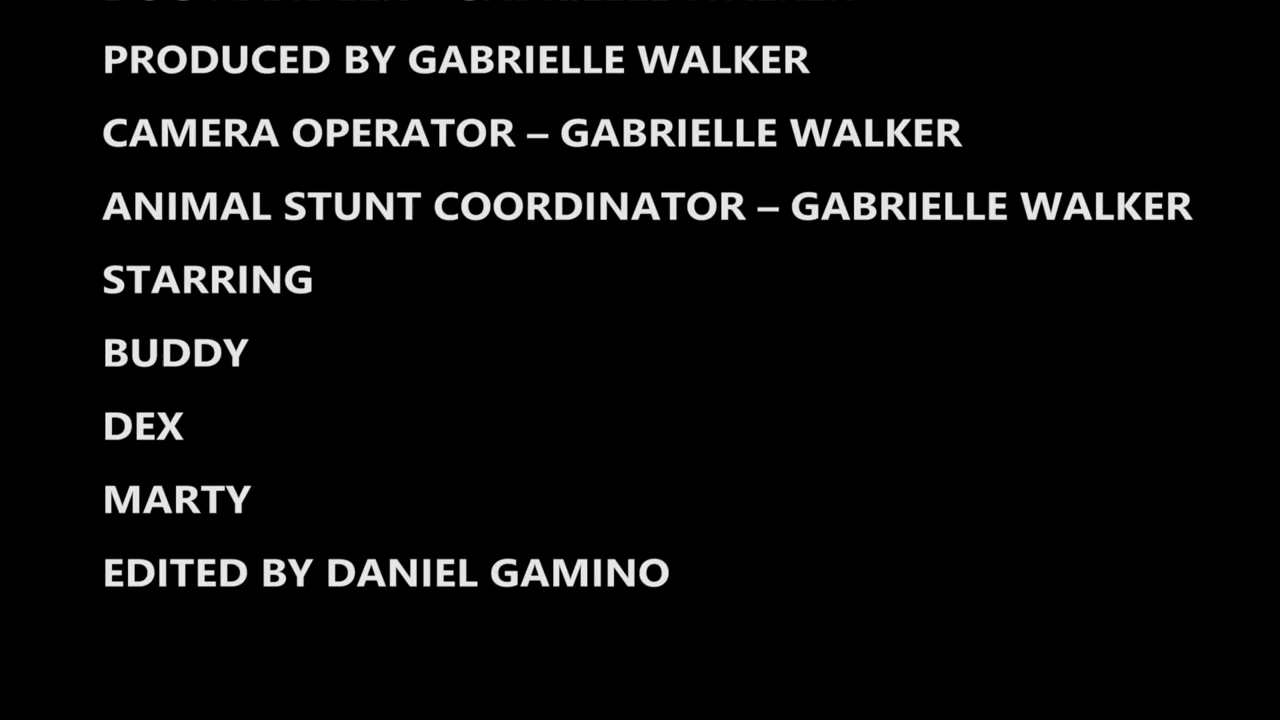 PRODUCED BY GABRIELLE WALKER
CAMERA OPERATOR – GABRIELLE WALKER
ANIMAL STUNT COORDINATOR – GABRIELLE WALKER
STARRING
BUDDY
DEX
MARTY
EDITED BY DANIEL GAMINO